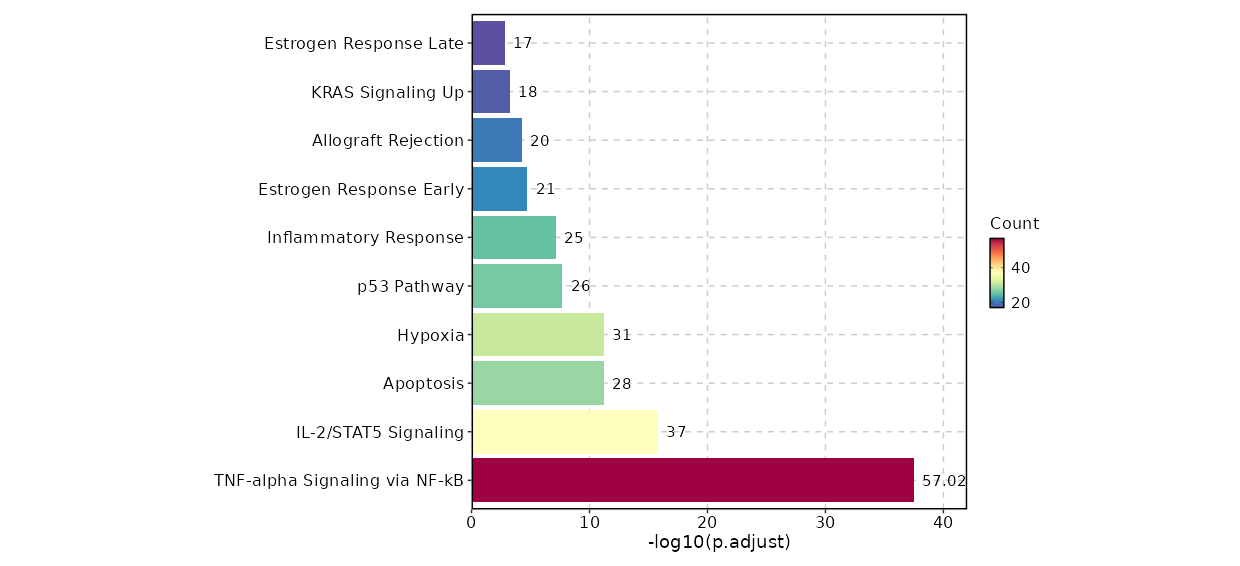 Estrogen Response Late 17
KRAS Signaling Up 18
Allograft Rejection 20
Estrogen Response Early 21
Inflammatory Response 25
p53 Pathway 26
Hypoxia 31
Apoptosis 28
IL-2/STAT5 Signaling 37
TNF-alpha Signaling via NF-kB 57.02
0 10 20 30 40
-log10(p.adjust)
Count
40
20